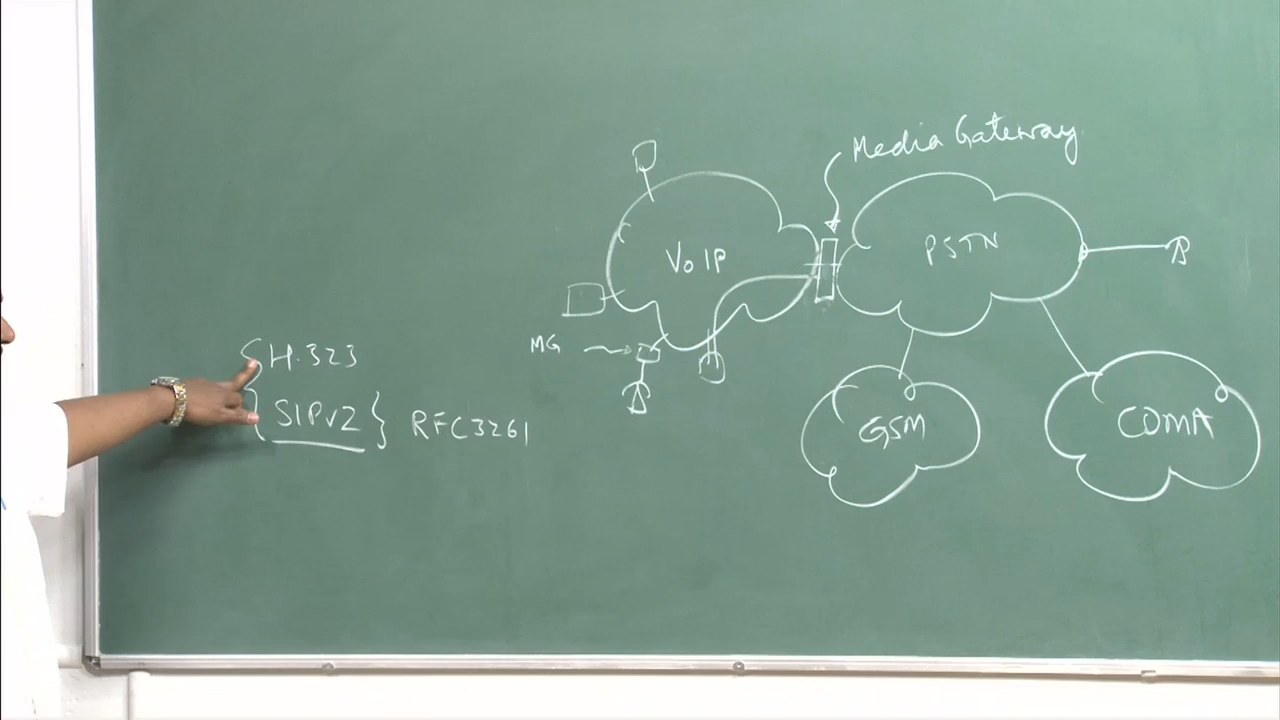 Media Gateway
VoIP
PSTN
MG
H.323
SIPv2 } RFC3261
GSM
CDMA